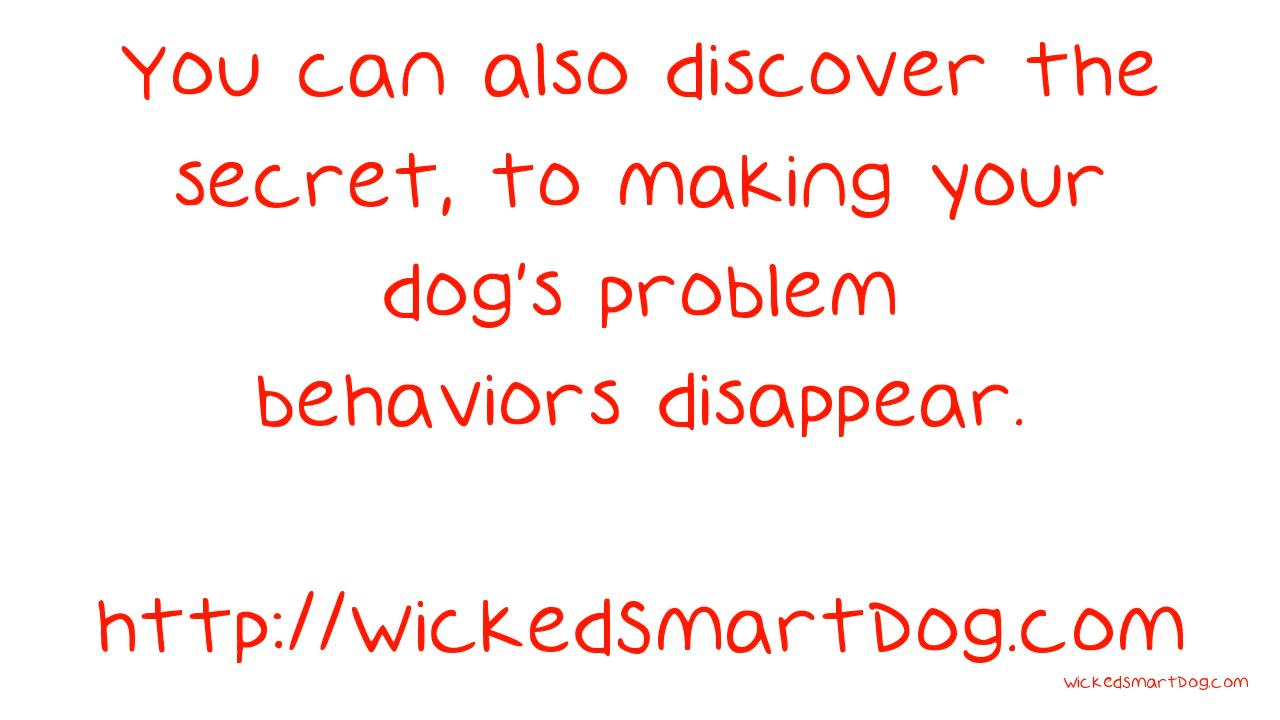 You can also discover the
secret, to making your
dog's problem
behaviors disappear.
http://WickedSmartDog.com
WickedSmartDog.com